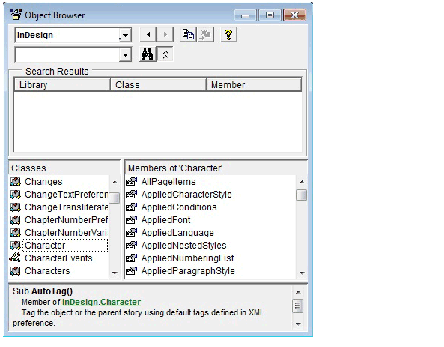 Object Browser
InDesign
Search Results
Library Class Member
Classes
Changes
ChangeTextPreferen
ChangeTransliterate
ChapterNumberPref
ChapterNumberVari
Character
CharacterEvents
Characters
Members of 'Character'
AllPageItems
AppliedCharacterStyle
AppliedConditions
AppliedFont
AppliedLanguage
AppliedNestedStyles
AppliedNumberingList
AppliedParagraphStyle
Sub AutoTag()
Member of InDesign.Character
Tag the object or the parent story using default tags defined in XML
preference.